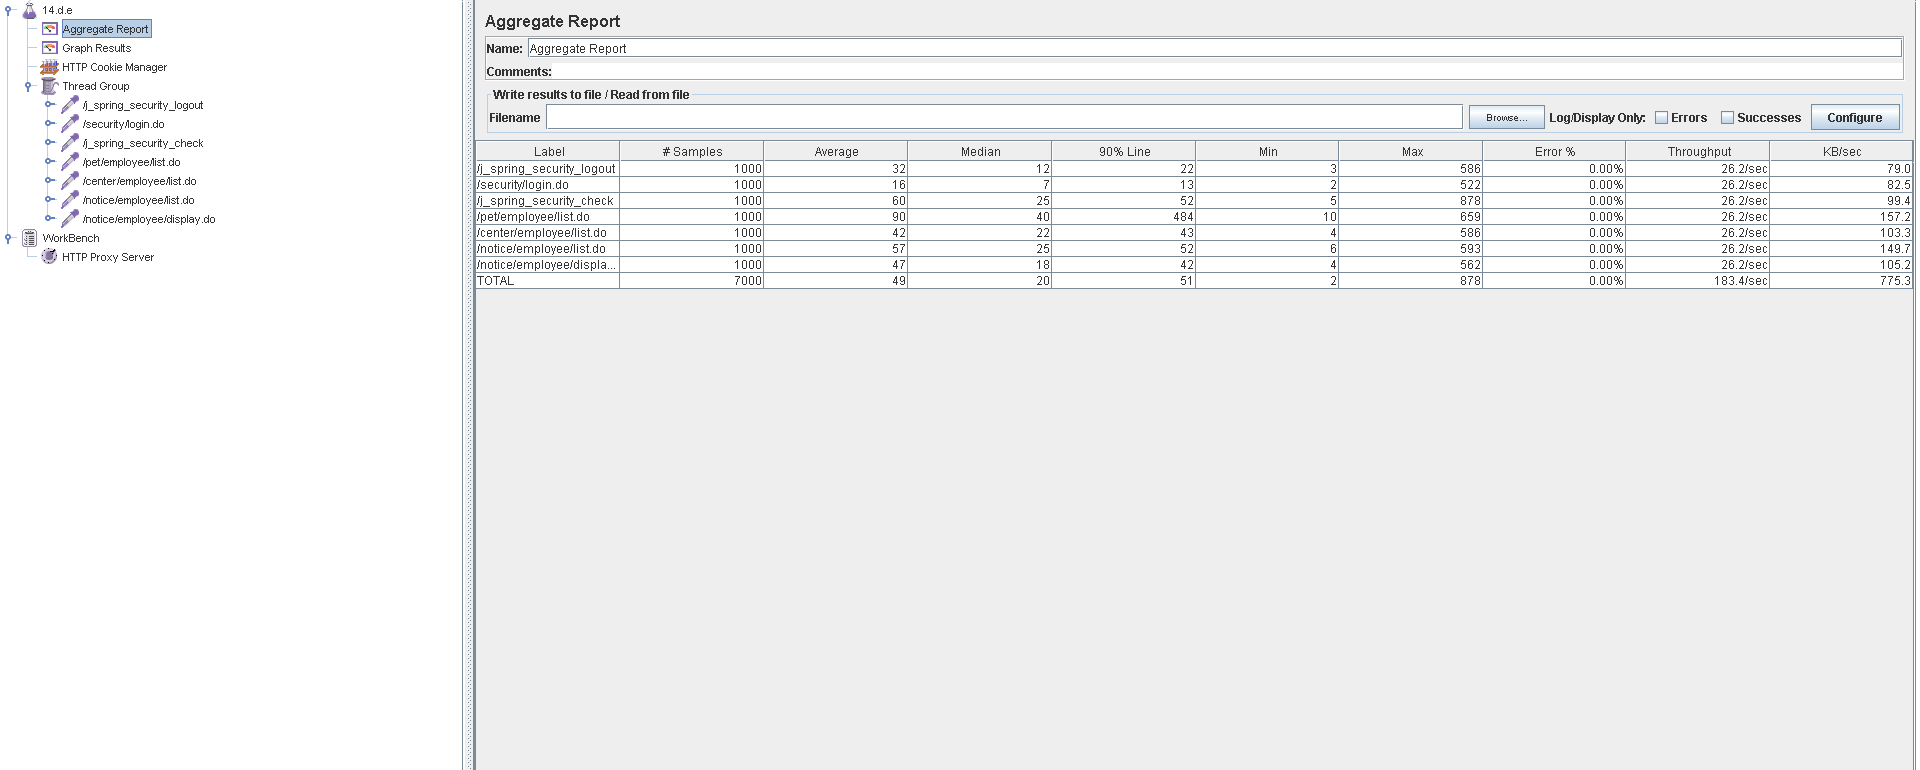 14.d.e
Aggregate Report
Graph Results
HTTP Cookie Manager
Thread Group
/j_spring_security_logout
/security/login.do
/j_spring_security_check
/pet/employee/list.do
/center/employee/list.do
/notice/employee/list.do
/notice/employee/display.do
WorkBench
HTTP Proxy Server
Aggregate Report
Name: Aggregate Report
Comments:
Write results to file / Read from file
Filename Browse... Log/Display Only: Errors Successes Configure
Label # Samples Average Median 90% Line Min Max Error % Throughput KB/sec
/j_spring_security_logout 1000 32 12 22 3 586 0.00% 26.2/sec 79.0
/security/login.do 1000 16 7 13 2 522 0.00% 26.2/sec 82.5
/j_spring_security_check 1000 60 25 52 5 878 0.00% 26.2/sec 99.4
/pet/employee/list.do 1000 90 40 484 10 659 0.00% 26.2/sec 157.2
/center/employee/list.do 1000 42 22 43 4 586 0.00% 26.2/sec 103.3
/notice/employee/list.do 1000 57 25 52 6 593 0.00% 26.2/sec 149.7
/notice/employee/displa... 1000 47 18 42 4 562 0.00% 26.2/sec 105.2
TOTAL 7000 49 20 51 2 878 0.00% 183.4/sec 775.3